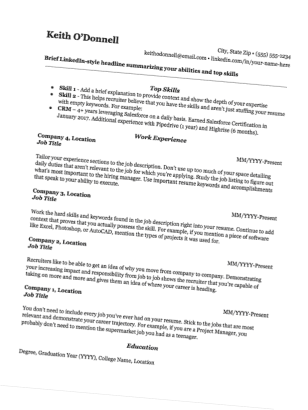 Keith O'Donnell
City, State Zip • (555) 555-1234
keithodonnell@email.com • linkedin.com/in/your-name-here
Brief LinkedIn-style headline summarizing your abilities and top skills
Top Skills
• Skill 1 - Add a brief explanation to provide context and show the depth of your expertise
• Skill 2 - This helps recruiter believe that you have the skills and aren't just stuffing your resume
with empty keywords. For example:
• CRM – 4+ years leveraging Salesforce on a daily basis. Earned Salesforce Certification in
January 2017. Additional experience with Pipedrive (1 year) and Highrise (6 months).
Work Experience
Company 4, Location MM/YYYY-Present
Job Title
Tailor your experience sections to the job description. Don't use up too much of your space detailing
daily duties that aren't relevant to the job for which you're applying. Study the job listing to figure out
what's most important to the hiring manager. Use important resume keywords and accomplishments
that speak to your ability to execute.
Company 3, Location MM/YYYY-Present
Job Title
Work the hard skills and keywords found in the job description right into your resume. Continue to add
context that proves that you actually possess the skill. For example, if you mention a piece of software
like Excel, Photoshop, or AutoCAD, mention the types of projects it was used for.
Company 2, Location MM/YYYY-Present
Job Title
Recruiters like to be able to get an idea of why you move from company to company. Demonstrating
your increasing impact and responsibility from job to job shows the recruiter that you're capable of
taking on more and more and gives them an idea of where your career is heading.
Company 1, Location MM/YYYY-Present
Job Title
You don't need to include every job you've ever had on your resume. Stick to the jobs that are most
relevant and demonstrate your career trajectory. For example, if you are a Project Manager, you
probably don't need to mention the supermarket job you had as a teenager.
Education
Degree, Graduation Year (YYYY), College Name, Location